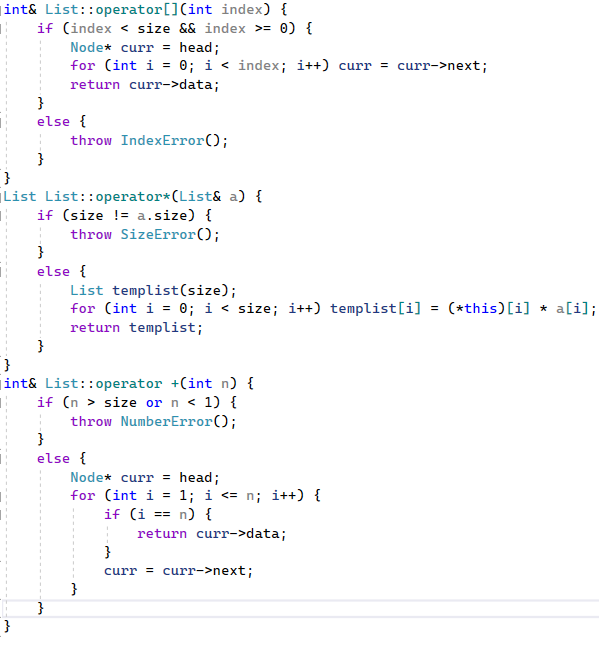 int& List::operator[](int index) {
    if (index < size && index >= 0) {
        Node* curr = head;
        for (int i = 0; i < index; i++) curr = curr->next;
        return curr->data;
    }
    else {
        throw IndexError();
    }
}
List List::operator*(List& a) {
    if (size != a.size) {
        throw SizeError();
    }
    else {
        List templist(size);
        for (int i = 0; i < size; i++) templist[i] = (*this)[i] * a[i];
        return templist;
    }
}
int& List::operator +(int n) {
    if (n > size or n < 1) {
        throw NumberError();
    }
    else {
        Node* curr = head;
        for (int i = 1; i <= n; i++) {
            if (i == n) {
                return curr->data;
            }
            curr = curr->next;
        }
    }
}